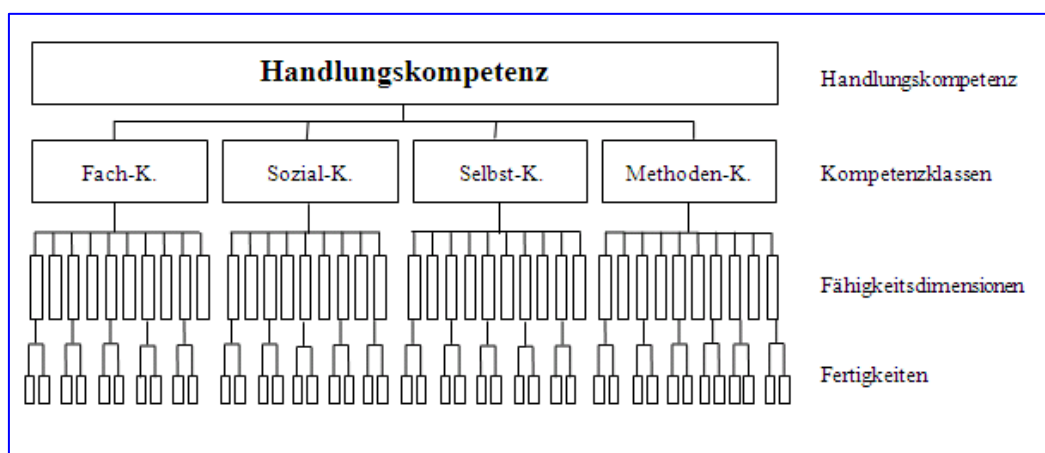 Handlungskompetenz
Handlungskompetenz
Fach-K.
Sozial-K.
Selbst-K.
Methoden-K.
Kompetenzklassen
Fähigkeitsdimensionen
Fertigkeiten